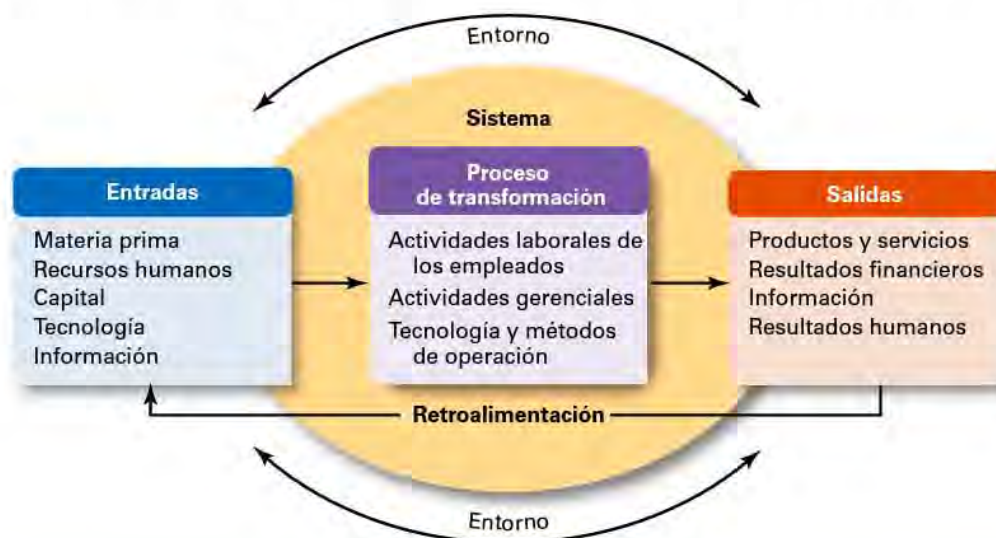 Entorno
Sistema
Entradas
Materia prima
Recursos humanos
Capital
Tecnología
Información
Proceso
de transformación
Actividades laborales de
los empleados
Actividades gerenciales
Tecnología y métodos
de operación
Salidas
Productos y servicios
Resultados financieros
Información
Resultados humanos
Retroalimentación
Entorno